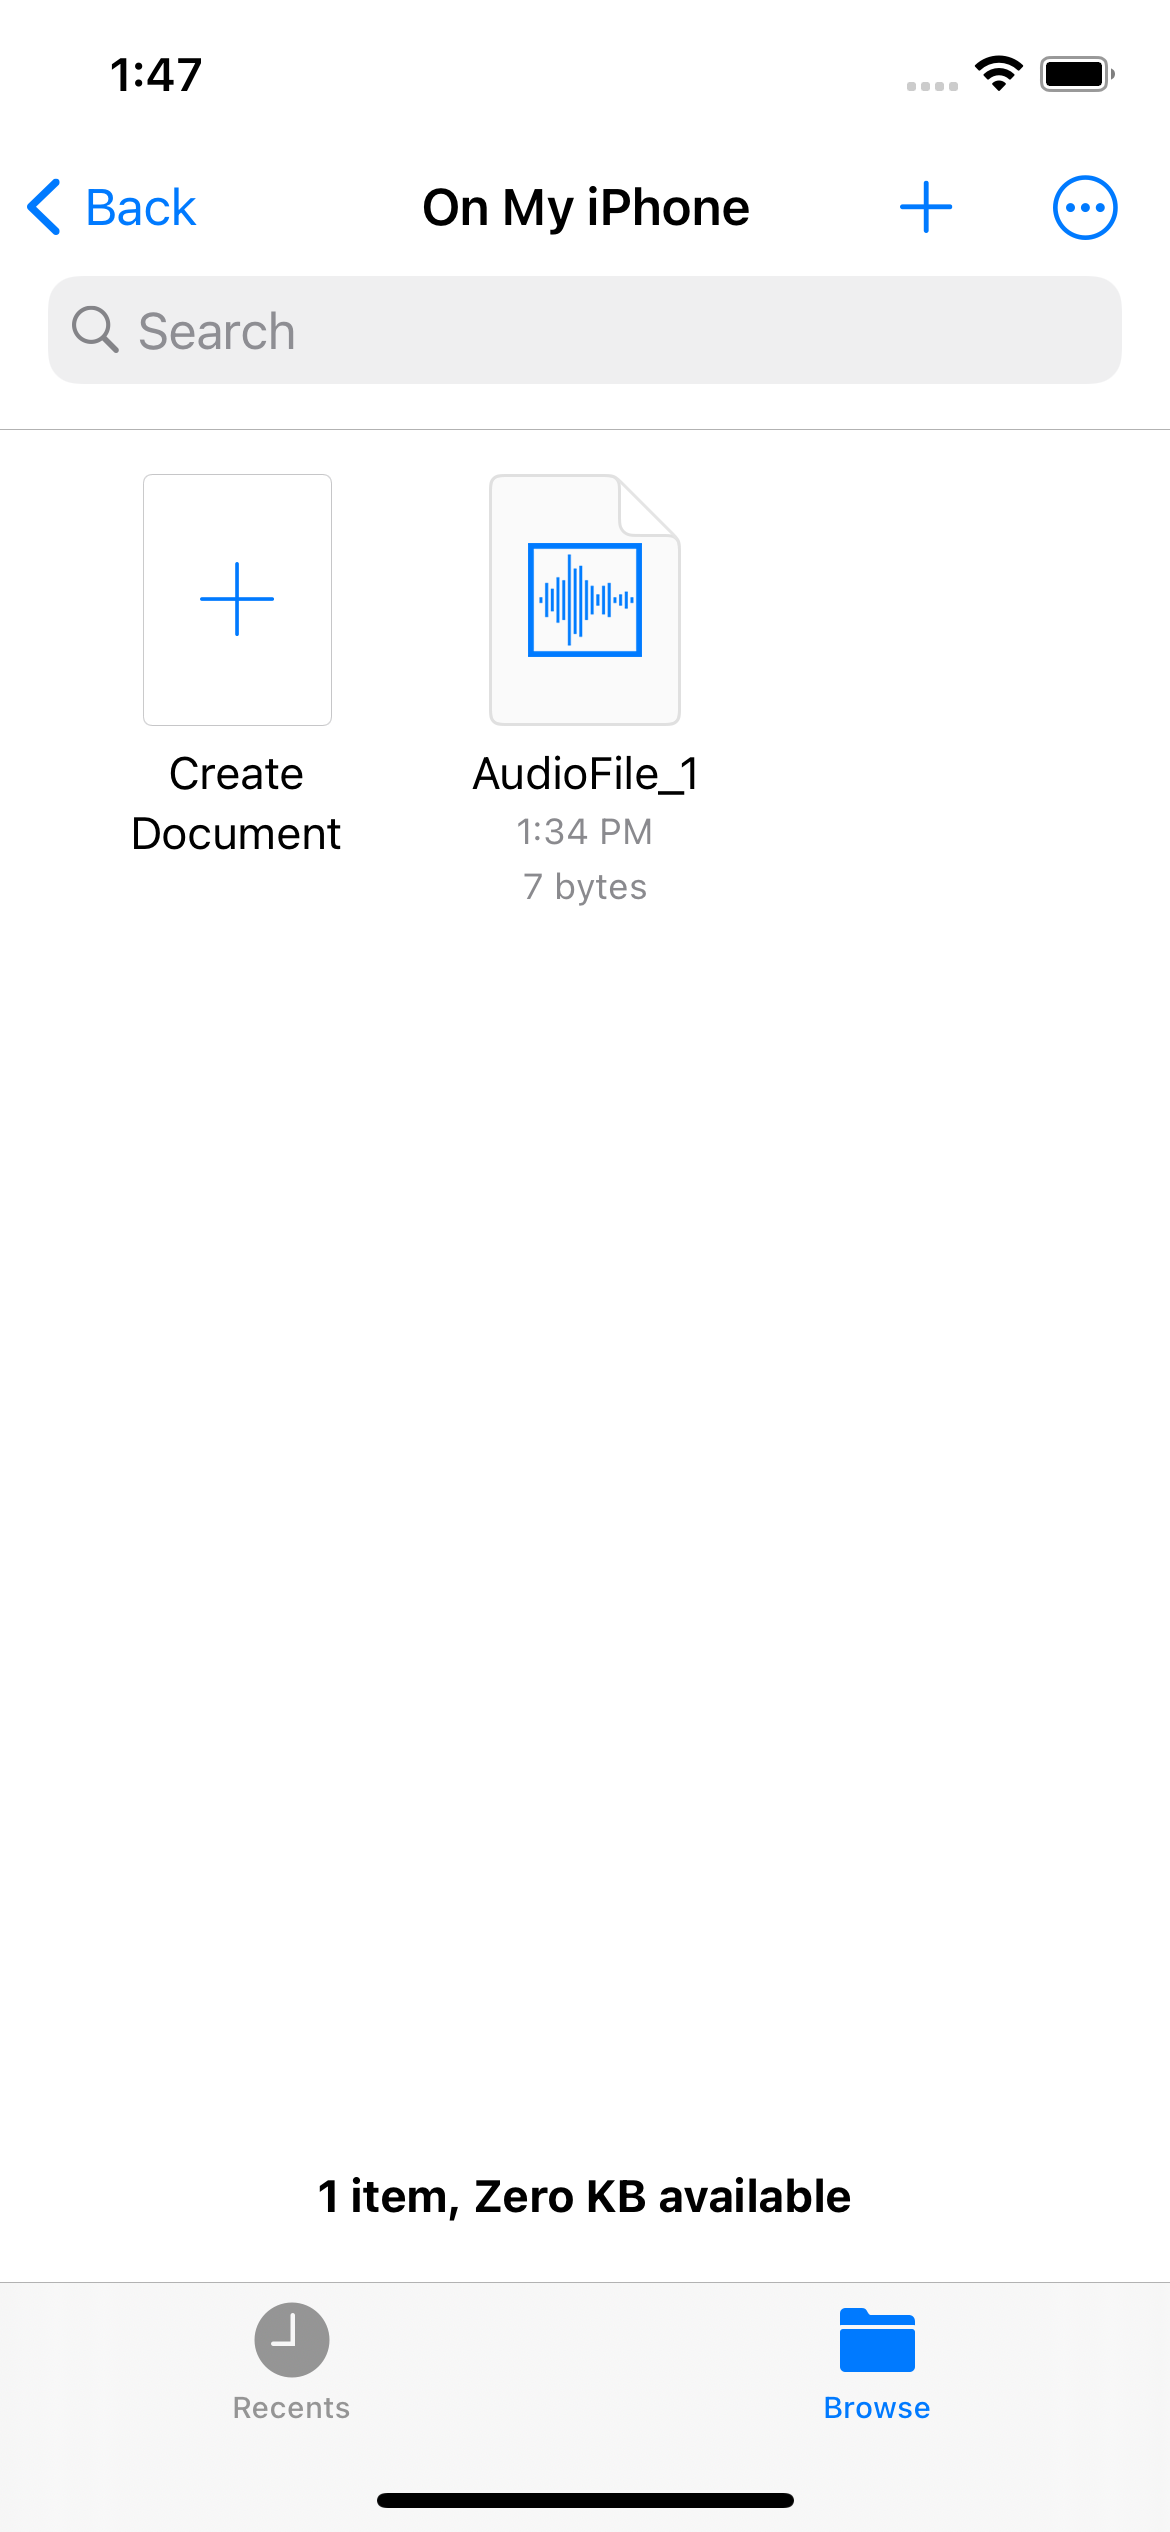 1:47
Back
On My iPhone
Search
Create
Document
AudioFile_1
1:34 PM
7 bytes
1 item, Zero KB available
Recents
Browse